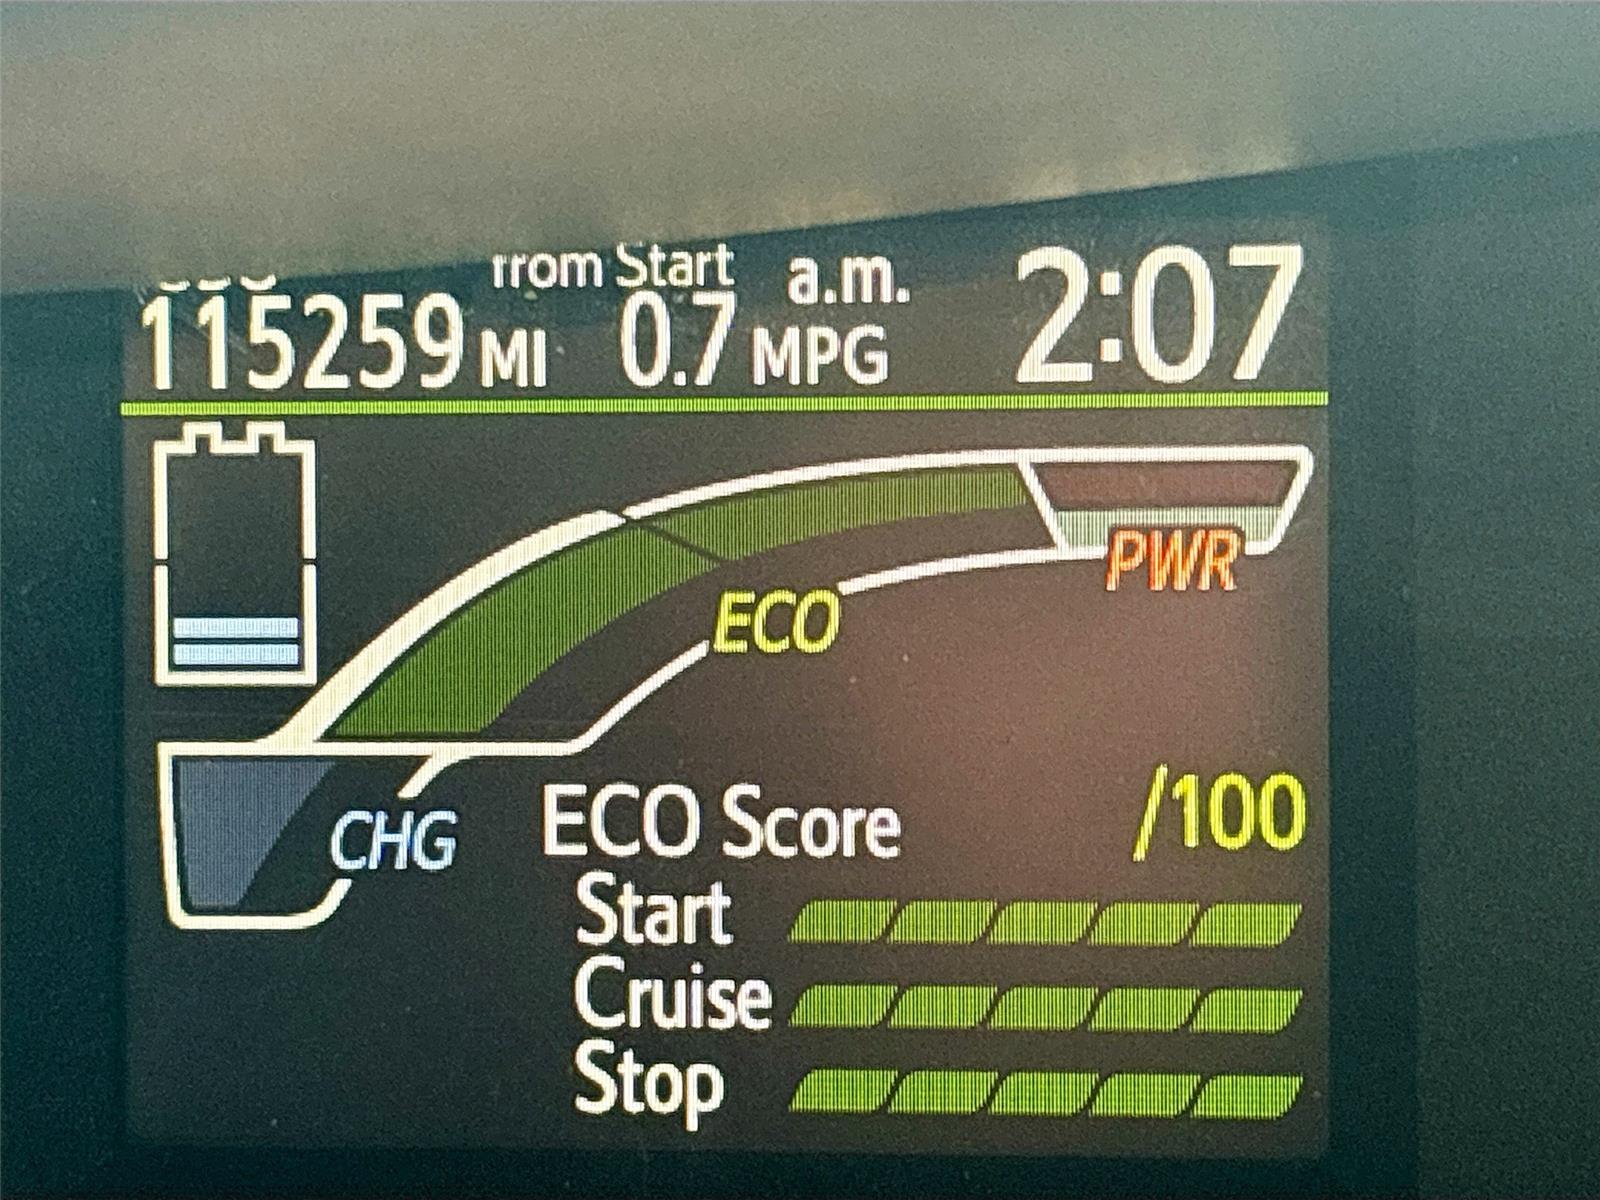 from Start a.m. 2:07
115259 MI 0.7 MPG
PWR
ECO
CHG
ECO Score /100
Start
Cruise
Stop